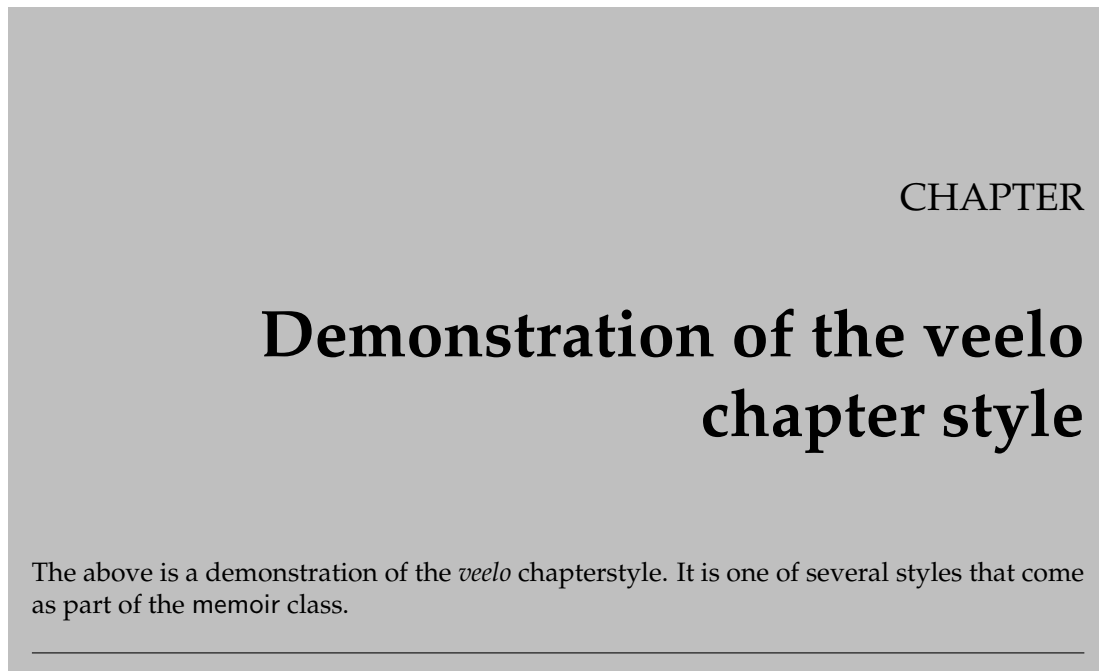 CHAPTER
Demonstration of the veelo
chapter style
The above is a demonstration of the veelo chapterstyle. It is one of several styles that come
as part of the memoir class.